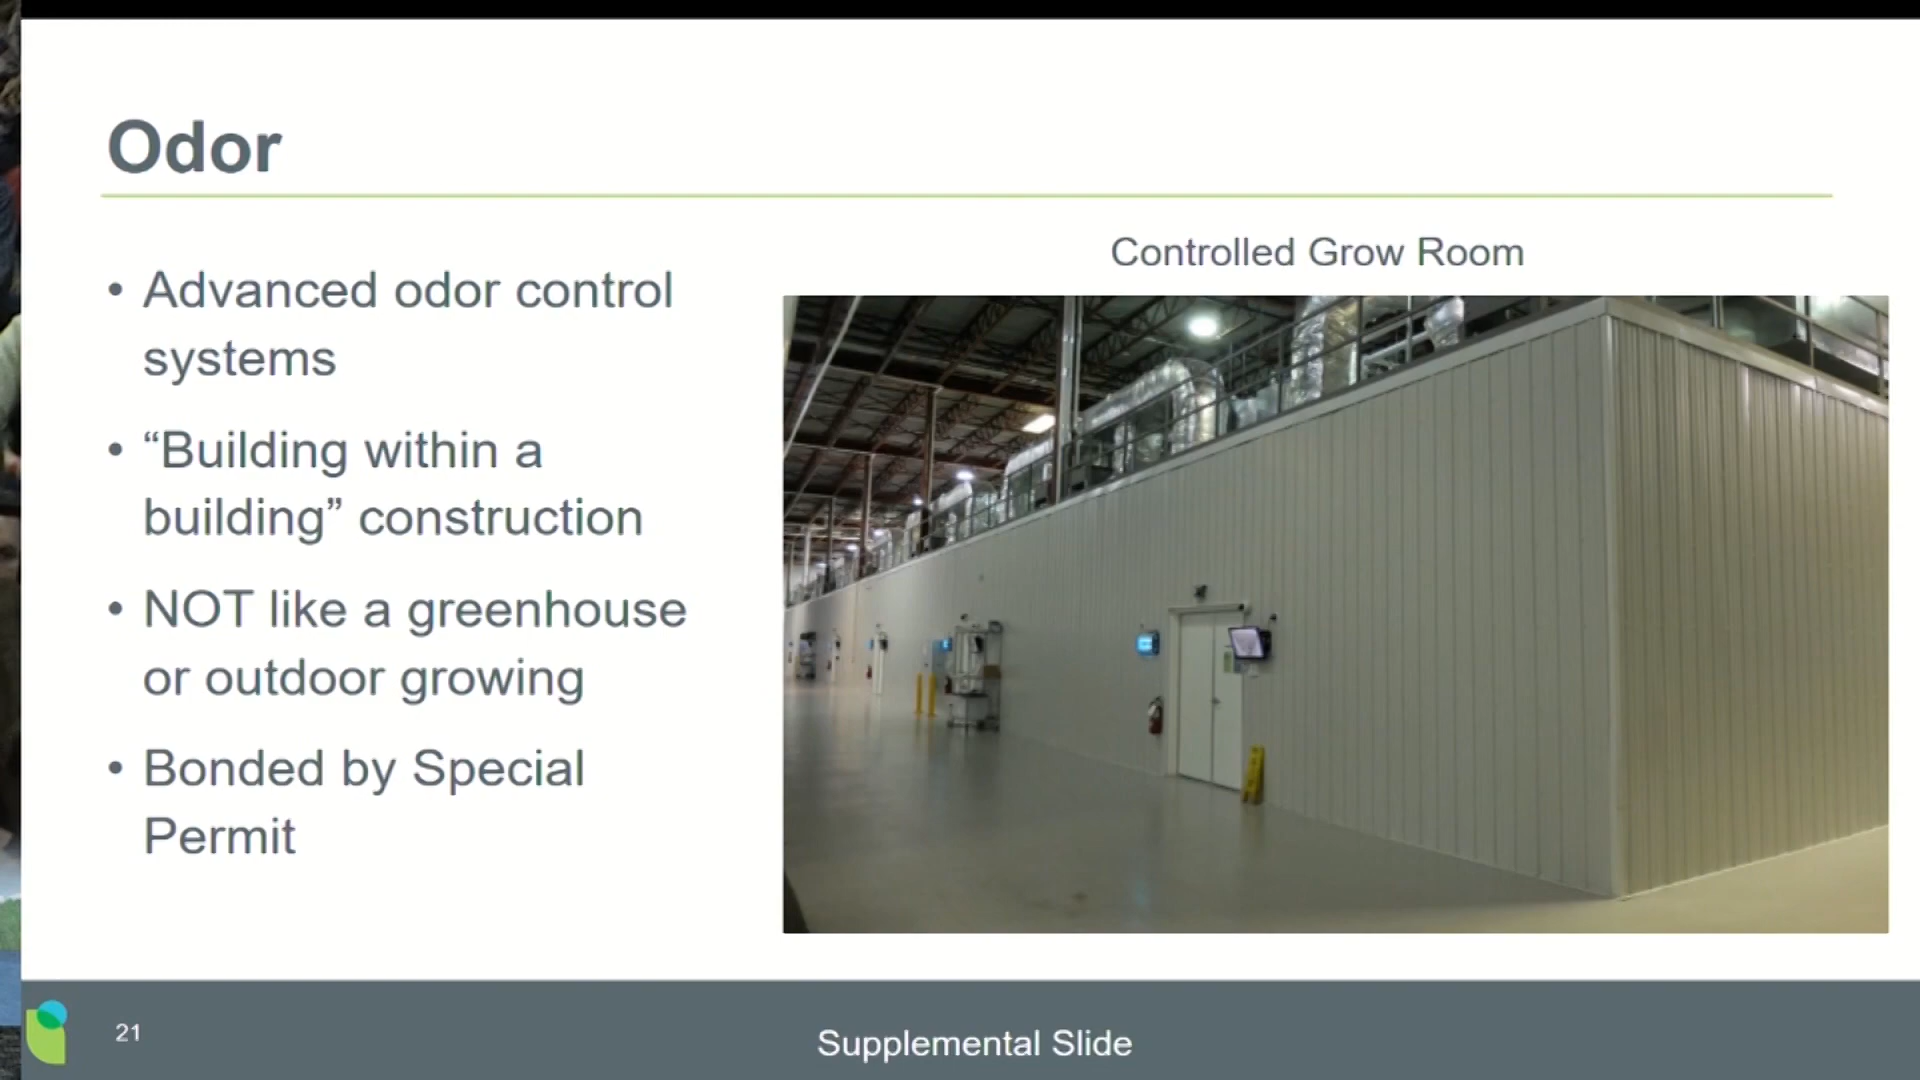 Odor
Controlled Grow Room
• Advanced odor control
systems
• “Building within a
building” construction
• NOT like a greenhouse
or outdoor growing
• Bonded by Special
Permit
21
Supplemental Slide